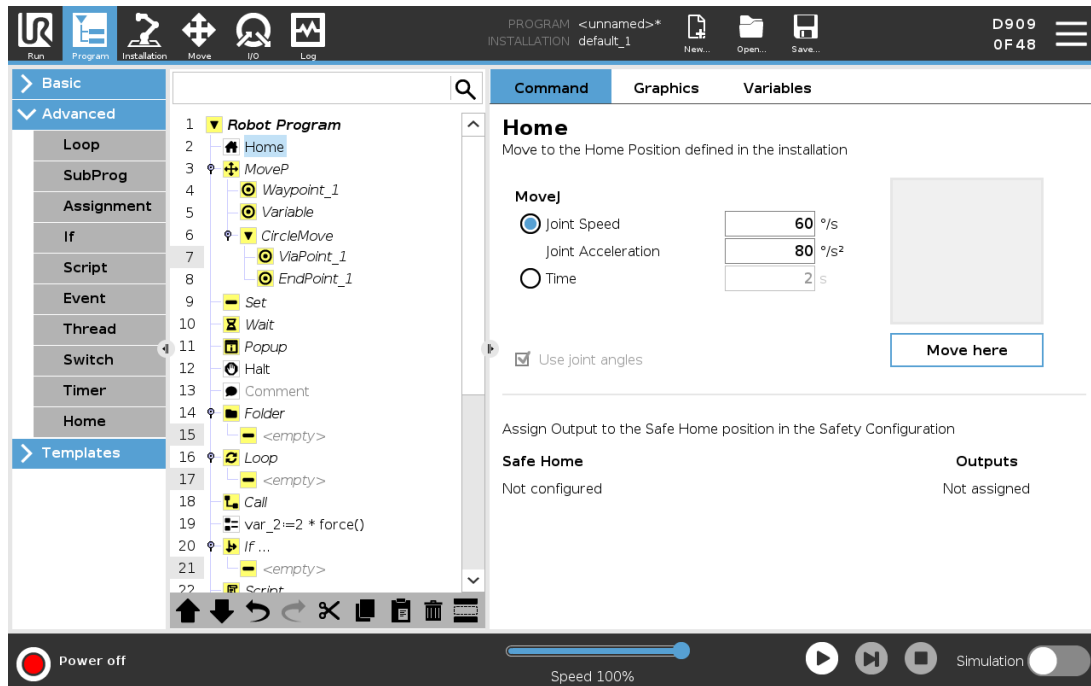 PROGRAM <unnamed>*
INSTALLATION default_1
D909
0F48
Run Program Installation Move I/O Log New... Open... Save...
Basic
Advanced
Loop
SubProg
Assignment
If
Script
Event
Thread
Switch
Timer
Home
Templates
1 Robot Program
2 Home
3 MoveP
4 Waypoint_1
5 Variable
6 CircleMove
7 ViaPoint_1
8 EndPoint_1
9 Set
10 Wait
11 Popup
12 Halt
13 Comment
14 Folder
15 <empty>
16 Loop
17 <empty>
18 Call
19 var_2:=2 * force()
20 If ...
21 <empty>
22 Script
Command Graphics Variables
Home
Move to the Home Position defined in the installation
MoveJ
Joint Speed 60 °/s
Joint Acceleration 80 °/s²
Time 2 s
Use joint angles
Move here
Assign Output to the Safe Home position in the Safety Configuration
Safe Home Outputs
Not configured Not assigned
Power off
Speed 100%
Simulation